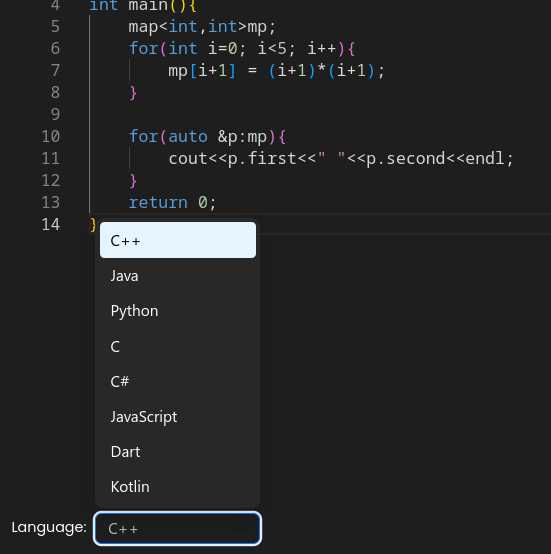 4 int main(){
5 map<int,int>mp;
6 for(int i=0; i<5; i++){
7 mp[i+1] = (i+1)*(i+1);
8 }
9
10 for(auto &p:mp){
11 cout<<p.first<<" "<<p.second<<endl;
12 }
13 return 0;
14 }
C++
Java
Python
C
C#
JavaScript
Dart
Kotlin
Language: C++